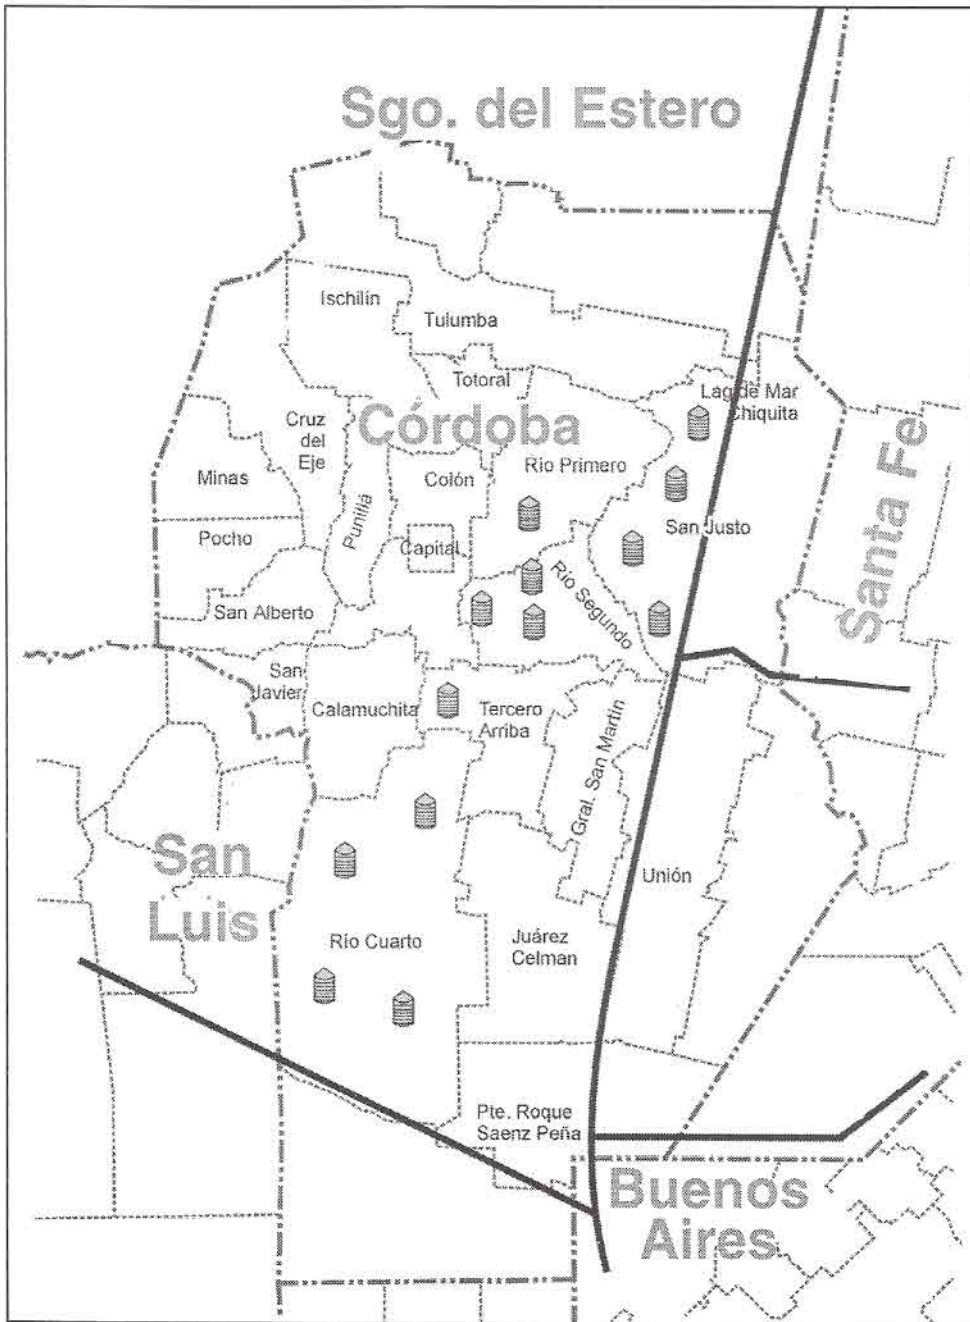 Sgo. del Estero
Ischilín
Tulumba
Totoral
Lag de Mar
Chiquita
Cruz
del
Eje
Córdoba
Minas
Colón
Río Primero
Santa Fe
Punilla
Pocho
Capital
San Justo
San Alberto
Río Segundo
San
Javier
Calamuchita
Tercero
Arriba
Gral. San Martín
San
Luis
Unión
Río Cuarto
Juárez
Celman
Pte. Roque
Saenz Peña
Buenos
Aires